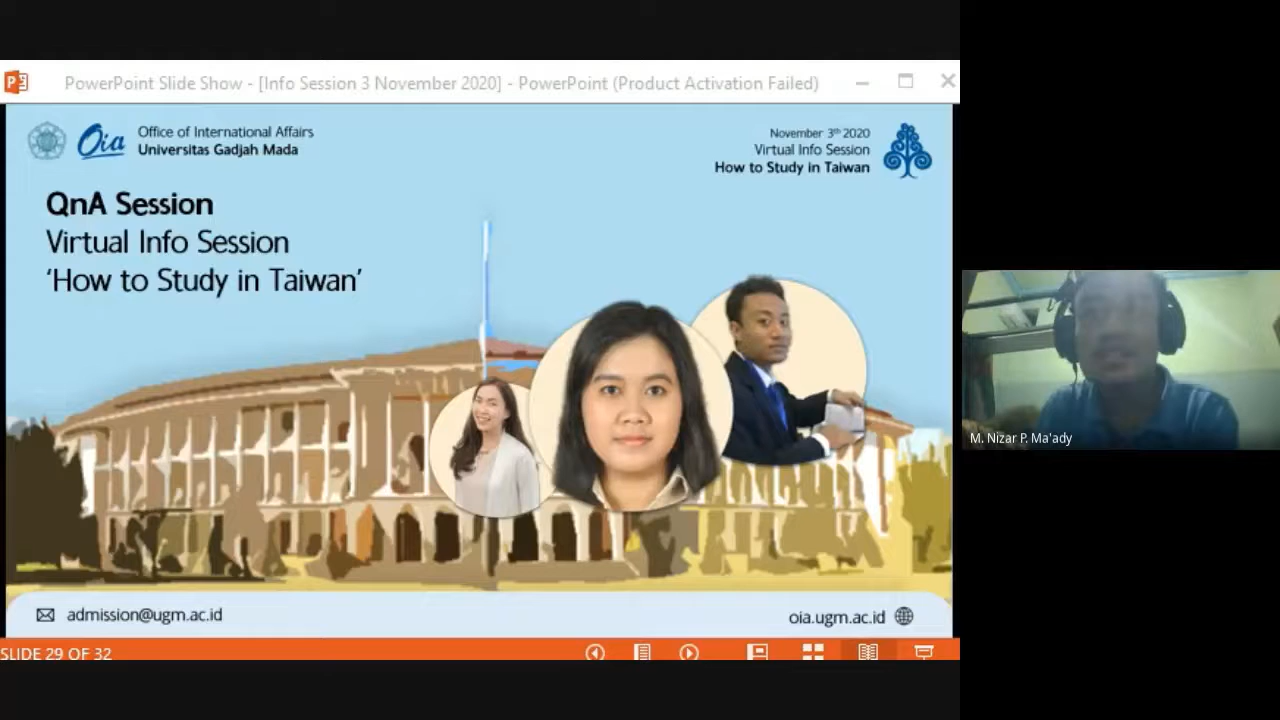 PowerPoint Slide Show - [Info Session 3 November 2020] - PowerPoint (Product Activation Failed)
Oia
Office of International Affairs
Universitas Gadjah Mada
November 3th 2020
Virtual Info Session
How to Study in Taiwan
QnA Session
Virtual Info Session
‘How to Study in Taiwan’
M. Nizar P. Ma'ady
admission@ugm.ac.id
oia.ugm.ac.id
SLIDE 29 OF 32